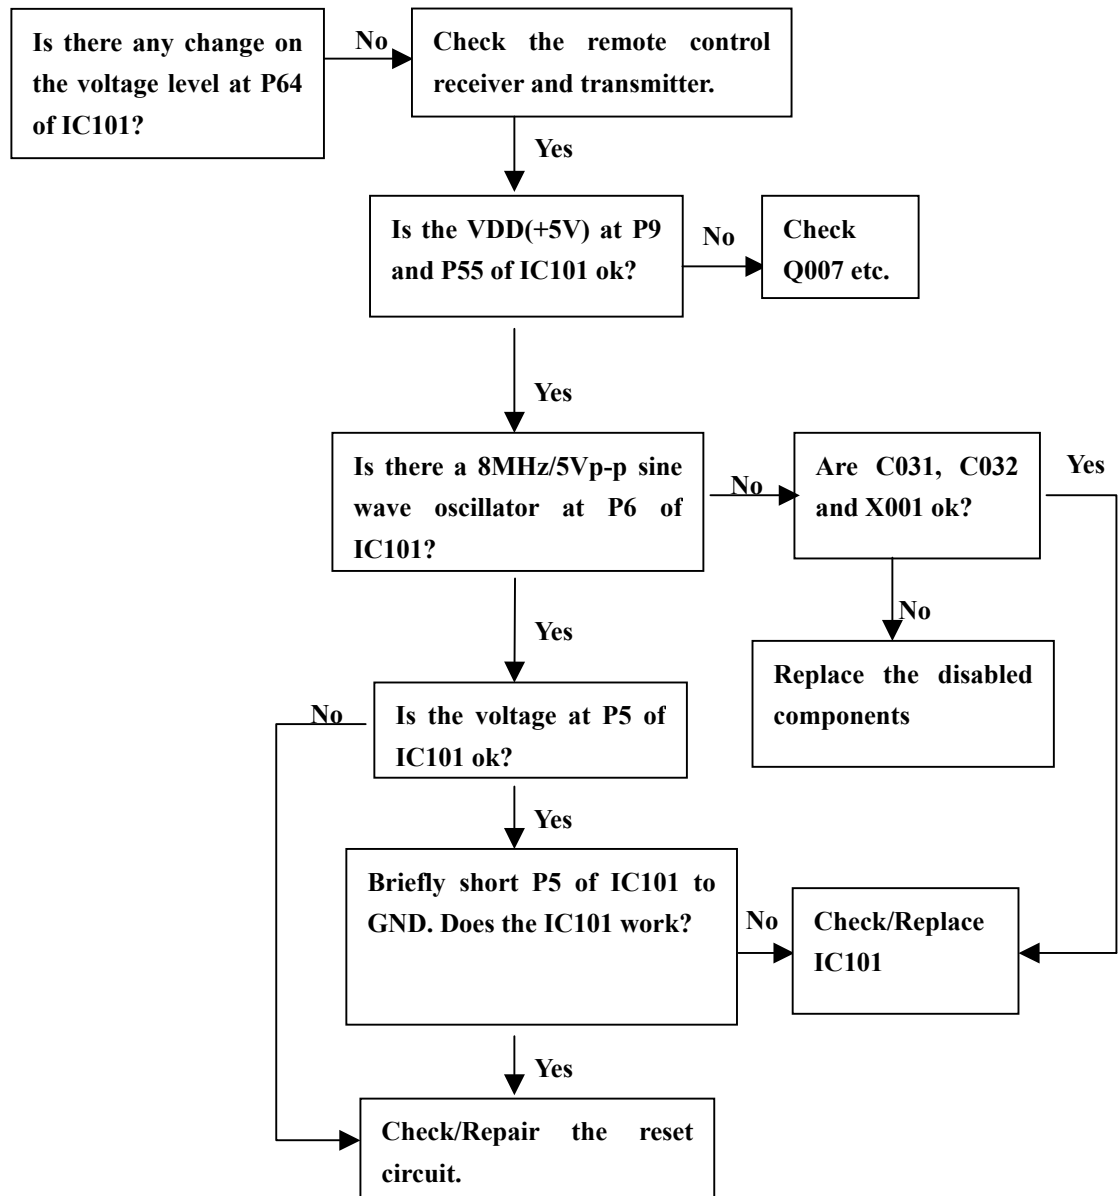 Is there any change on
the voltage level at P64
of IC101?
No
Check the remote control
receiver and transmitter.
Yes
Is the VDD(+5V) at P9
and P55 of IC101 ok?
No
Check
Q007 etc.
Yes
Is there a 8MHz/5Vp-p sine
wave oscillator at P6 of
IC101?
No
Are C031, C032
and X001 ok?
Yes
No
Replace the disabled
components
Yes
Is the voltage at P5 of
IC101 ok?
No
Yes
Briefly short P5 of IC101 to
GND. Does the IC101 work?
No
Check/Replace
IC101
Yes
Check/Repair the reset
circuit.